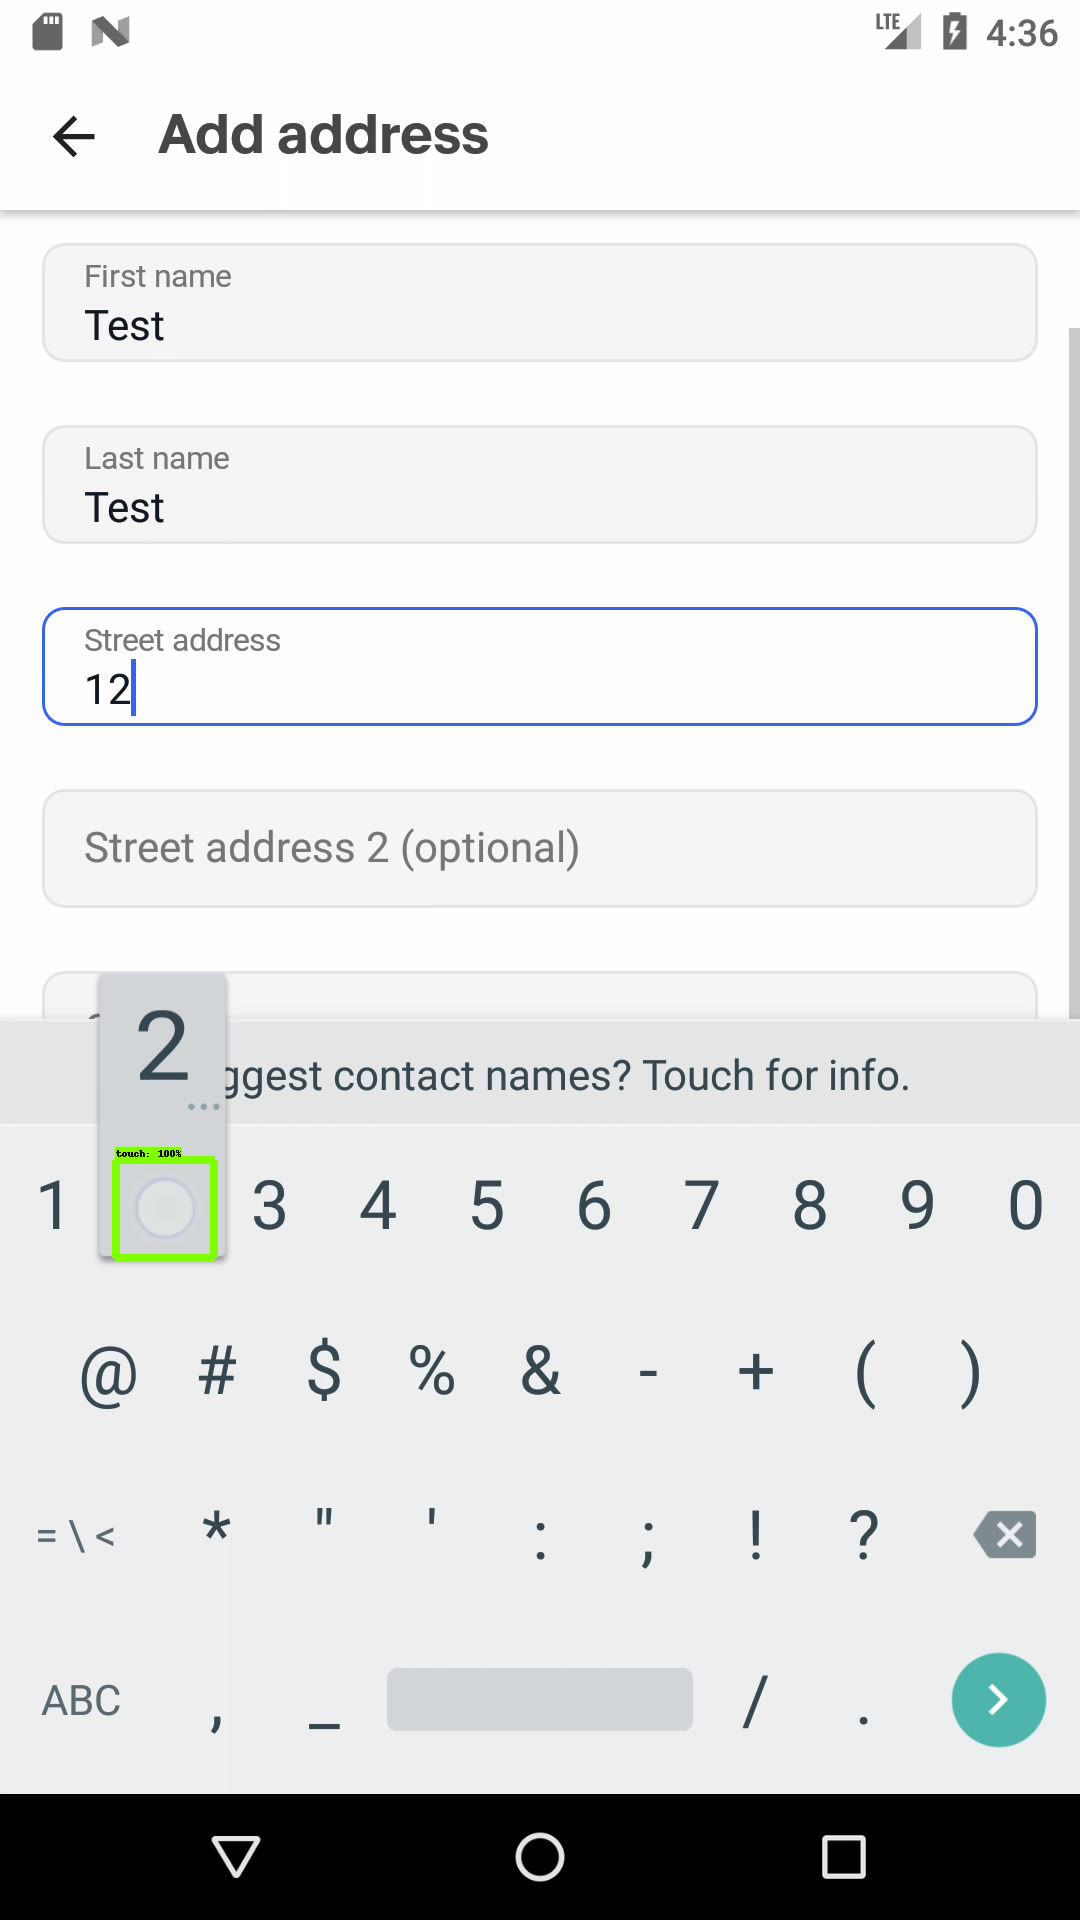 LTE 4:36
Add address
First name
Test
Last name
Test
Street address
12
Street address 2 (optional)
2
ggest contact names? Touch for info.
touch: 100%
1 3 4 5 6 7 8 9 0
@ # $ % & - + ( )
= \ < * " ' : ; ! ?
ABC , _ / .